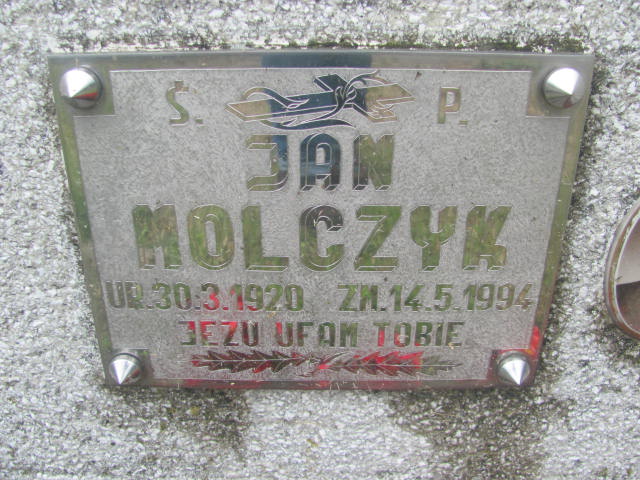 Ś. P.
JAN
MOLCZYK
UR.30.3.1920 ZM.14.5.1994
JEZU UFAM TOBIE